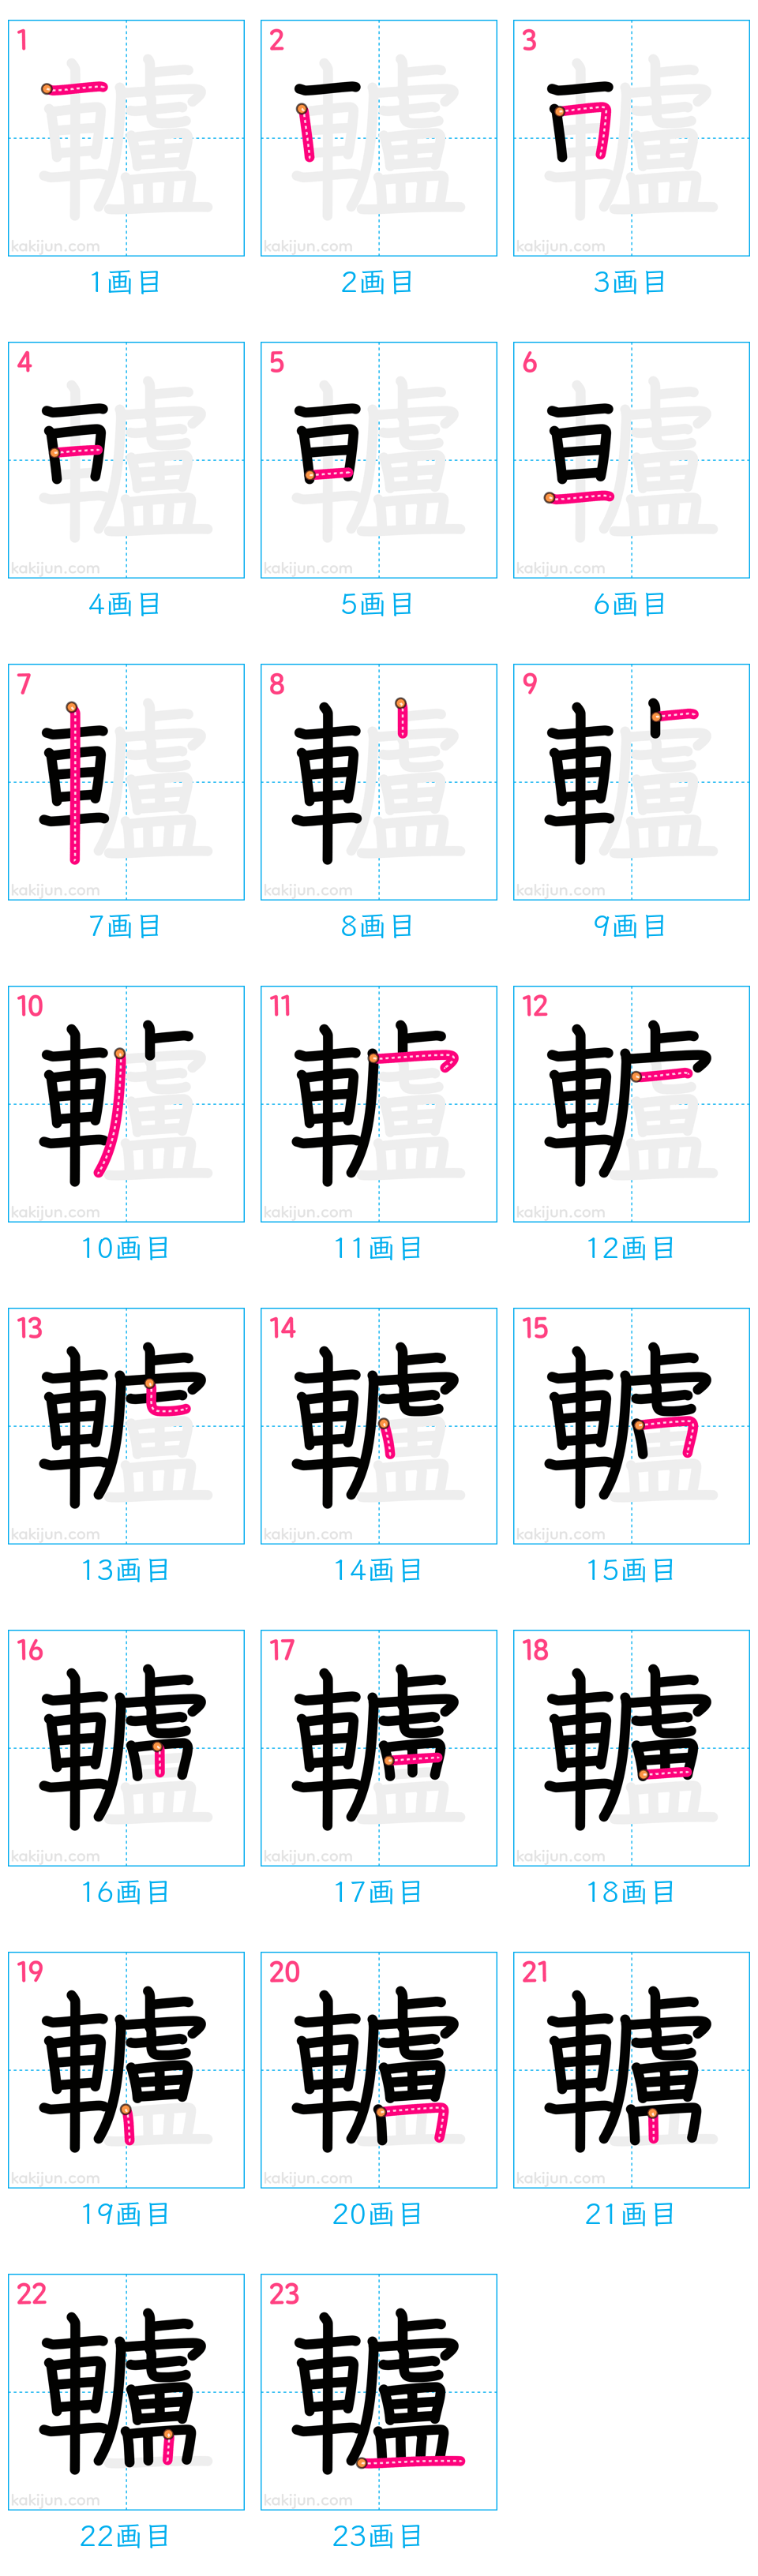 1 2 3
kakijun.com kakijun.com kakijun.com
1画目 2画目 3画目
4 5 6
kakijun.com kakijun.com kakijun.com
4画目 5画目 6画目
7 8 9
kakijun.com kakijun.com kakijun.com
7画目 8画目 9画目
10 11 12
kakijun.com kakijun.com kakijun.com
10画目 11画目 12画目
13 14 15
kakijun.com kakijun.com kakijun.com
13画目 14画目 15画目
16 17 18
kakijun.com kakijun.com kakijun.com
16画目 17画目 18画目
19 20 21
kakijun.com kakijun.com kakijun.com
19画目 20画目 21画目
22 23
轤 轤
kakijun.com kakijun.com
22画目 23画目